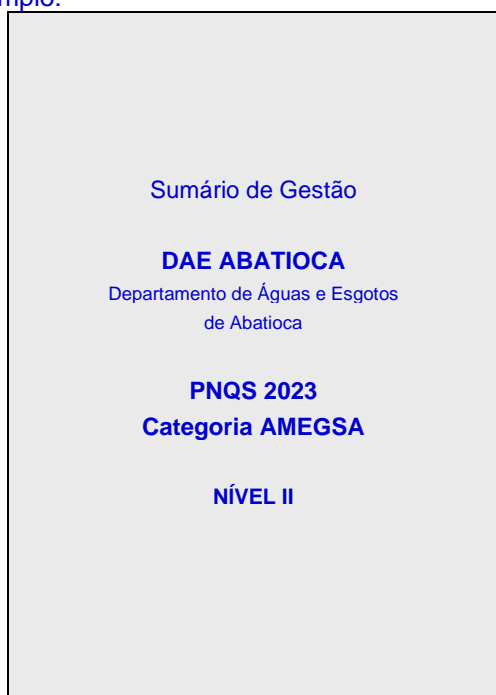 Sumário de Gestão
DAE ABATIOCA
Departamento de Águas e Esgotos
de Abatioca
PNQS 2023
Categoria AMEGSA
NÍVEL II